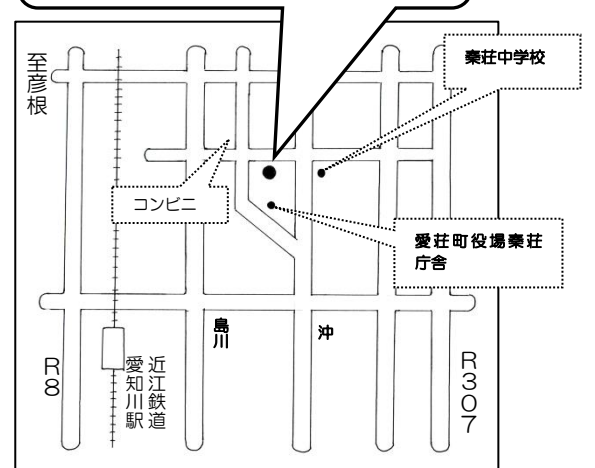 至彦根
秦荘中学校
コンビニ
愛荘町役場秦荘
庁舎
島川
沖
R8
近江鉄道
愛知川駅
R307